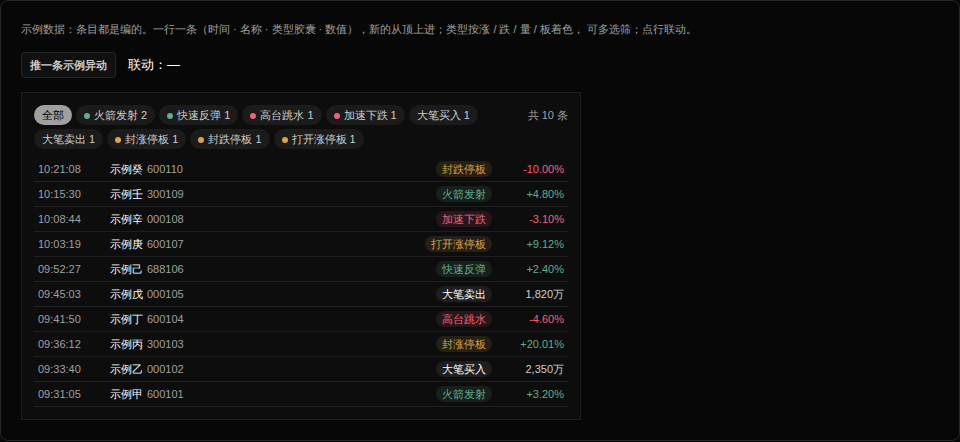 示例数据：条目都是编的。一行一条（时间 · 名称 · 类型胶囊 · 数值），新的从顶上进；类型按涨 / 跌 / 量 / 板着色， 可多选筛；点行联动。
推一条示例异动 联动：—
全部 火箭发射 2 快速反弹 1 高台跳水 1 加速下跌 1 大笔买入 1 共 10 条
大笔卖出 1 封涨停板 1 封跌停板 1 打开涨停板 1
10:21:08 示例癸 600110 封跌停板 -10.00%
10:15:30 示例壬 300109 火箭发射 +4.80%
10:08:44 示例辛 000108 加速下跌 -3.10%
10:03:19 示例庚 600107 打开涨停板 +9.12%
09:52:27 示例己 688106 快速反弹 +2.40%
09:45:03 示例戊 000105 大笔卖出 1,820万
09:41:50 示例丁 600104 高台跳水 -4.60%
09:36:12 示例丙 300103 封涨停板 +20.01%
09:33:40 示例乙 000102 大笔买入 2,350万
09:31:05 示例甲 600101 火箭发射 +3.20%